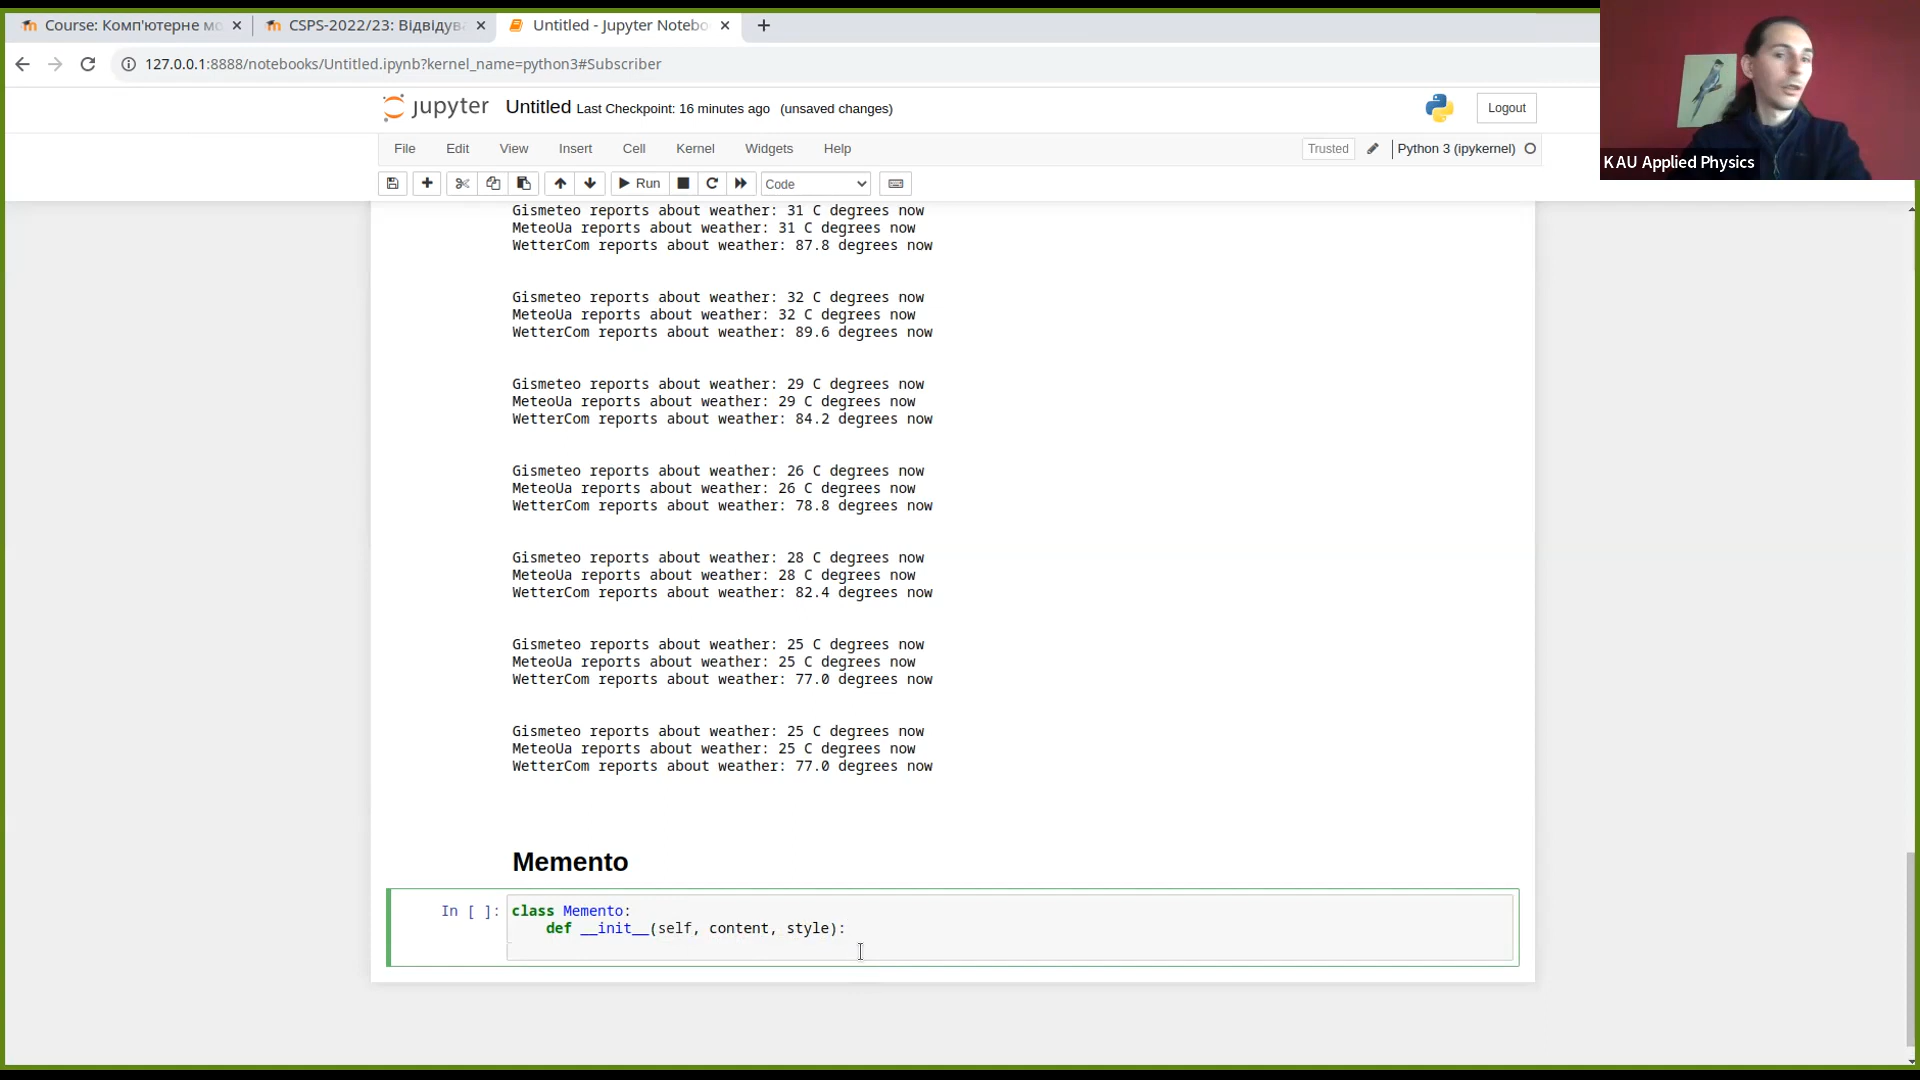 Course: Комп'ютерне мо
CSPS-2022/23: Відвідува
Untitled - Jupyter Notebo
127.0.0.1:8888/notebooks/Untitled.ipynb?kernel_name=python3#Subscriber
jupyter Untitled Last Checkpoint: 16 minutes ago (unsaved changes)
Logout
File Edit View Insert Cell Kernel Widgets Help
Trusted Python 3 (ipykernel)
Run Code
KAU Applied Physics
Gismeteo reports about weather: 31 C degrees now
MeteoUa reports about weather: 31 C degrees now
WetterCom reports about weather: 87.8 degrees now
Gismeteo reports about weather: 32 C degrees now
MeteoUa reports about weather: 32 C degrees now
WetterCom reports about weather: 89.6 degrees now
Gismeteo reports about weather: 29 C degrees now
MeteoUa reports about weather: 29 C degrees now
WetterCom reports about weather: 84.2 degrees now
Gismeteo reports about weather: 26 C degrees now
MeteoUa reports about weather: 26 C degrees now
WetterCom reports about weather: 78.8 degrees now
Gismeteo reports about weather: 28 C degrees now
MeteoUa reports about weather: 28 C degrees now
WetterCom reports about weather: 82.4 degrees now
Gismeteo reports about weather: 25 C degrees now
MeteoUa reports about weather: 25 C degrees now
WetterCom reports about weather: 77.0 degrees now
Gismeteo reports about weather: 25 C degrees now
MeteoUa reports about weather: 25 C degrees now
WetterCom reports about weather: 77.0 degrees now
Memento
In [ ]: class Memento:
def __init__(self, content, style):